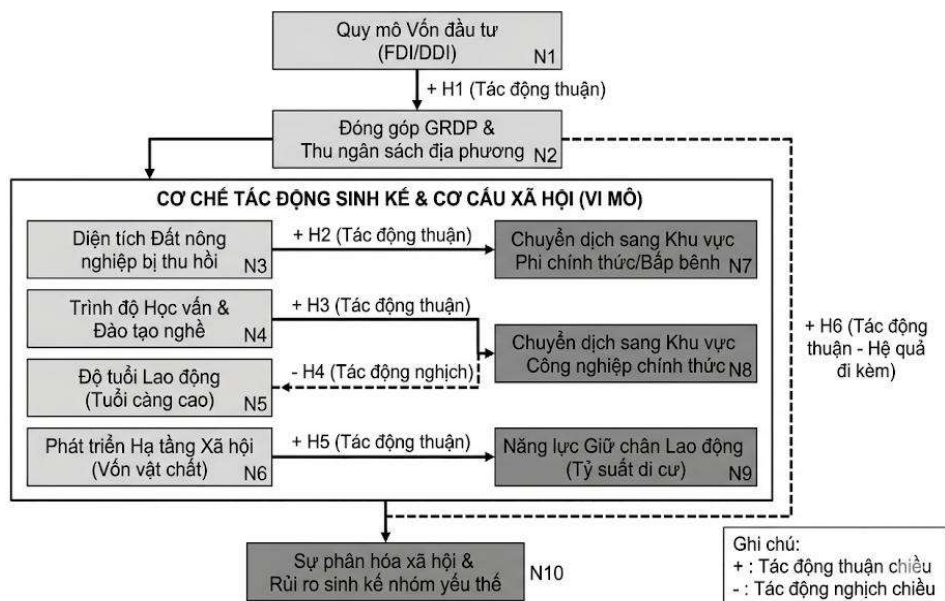 Quy mô Vốn đầu tư
(FDI/DDI)
N1
+ H1 (Tác động thuận)
Đóng góp GRDP &
Thu ngân sách địa phương
N2
CƠ CHẾ TÁC ĐỘNG SINH KẾ & CƠ CẤU XÃ HỘI (VI MÔ)
Diện tích Đất nông
nghiệp bị thu hồi
N3
+ H2 (Tác động thuận)
Chuyển dịch sang Khu vực
Phi chính thức/Bấp bênh
N7
Trình độ Học vấn &
Đào tạo nghề
N4
+ H3 (Tác động thuận)
Chuyển dịch sang Khu vực
Công nghiệp chính thức
N8
+ H6 (Tác động
thuận - Hệ quả
đi kèm)
Độ tuổi Lao động
(Tuổi càng cao)
N5
- H4 (Tác động nghịch)
Phát triển Hạ tầng Xã hội
(Vốn vật chất)
N6
+ H5 (Tác động thuận)
Năng lực Giữ chân Lao động
(Tỷ suất di cư)
N9
Sự phân hóa xã hội &
Rủi ro sinh kế nhóm yếu thế
N10
Ghi chú:
+ : Tác động thuận chiều
- : Tác động nghịch chiều